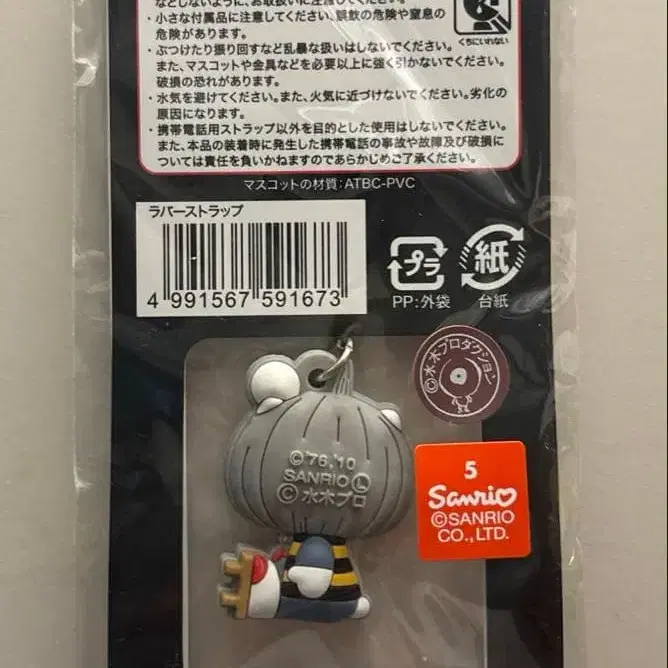 などしないように、お取扱いに注意してください。
・小さな付属品に注意してください。誤飲の危険や窒息の
危険があります。
・ぶつけたり振り回すなど乱暴な扱いはしないでください。
また、マスコットや金具などを必要以上に強く引かないでください。
破損の恐れがあります。
・水気を避けてください。また、火気に近づけないでください。劣化の
原因になります。
・携帯電話用ストラップ以外を目的とした使用はしないでください。
また、本品の装着時に発生した携帯電話の事故や故障及び破損に
ついては責任を負いかねますのであらかじめご了承ください。
くちにいれない
マスコットの材質:ATBC-PVC
ラバーストラップ
4 991567 591673
プラ
PP:外袋
紙
台紙
©水木プロダクション
©'76,'10
SANRIO Ⓛ
©水木プロ
5
Sanrio
©SANRIO
CO.,LTD.